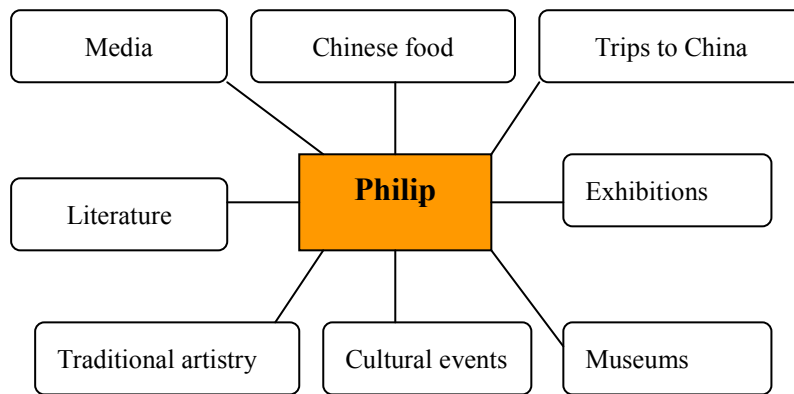 Media
Chinese food
Trips to China
Philip
Literature
Exhibitions
Traditional artistry
Cultural events
Museums